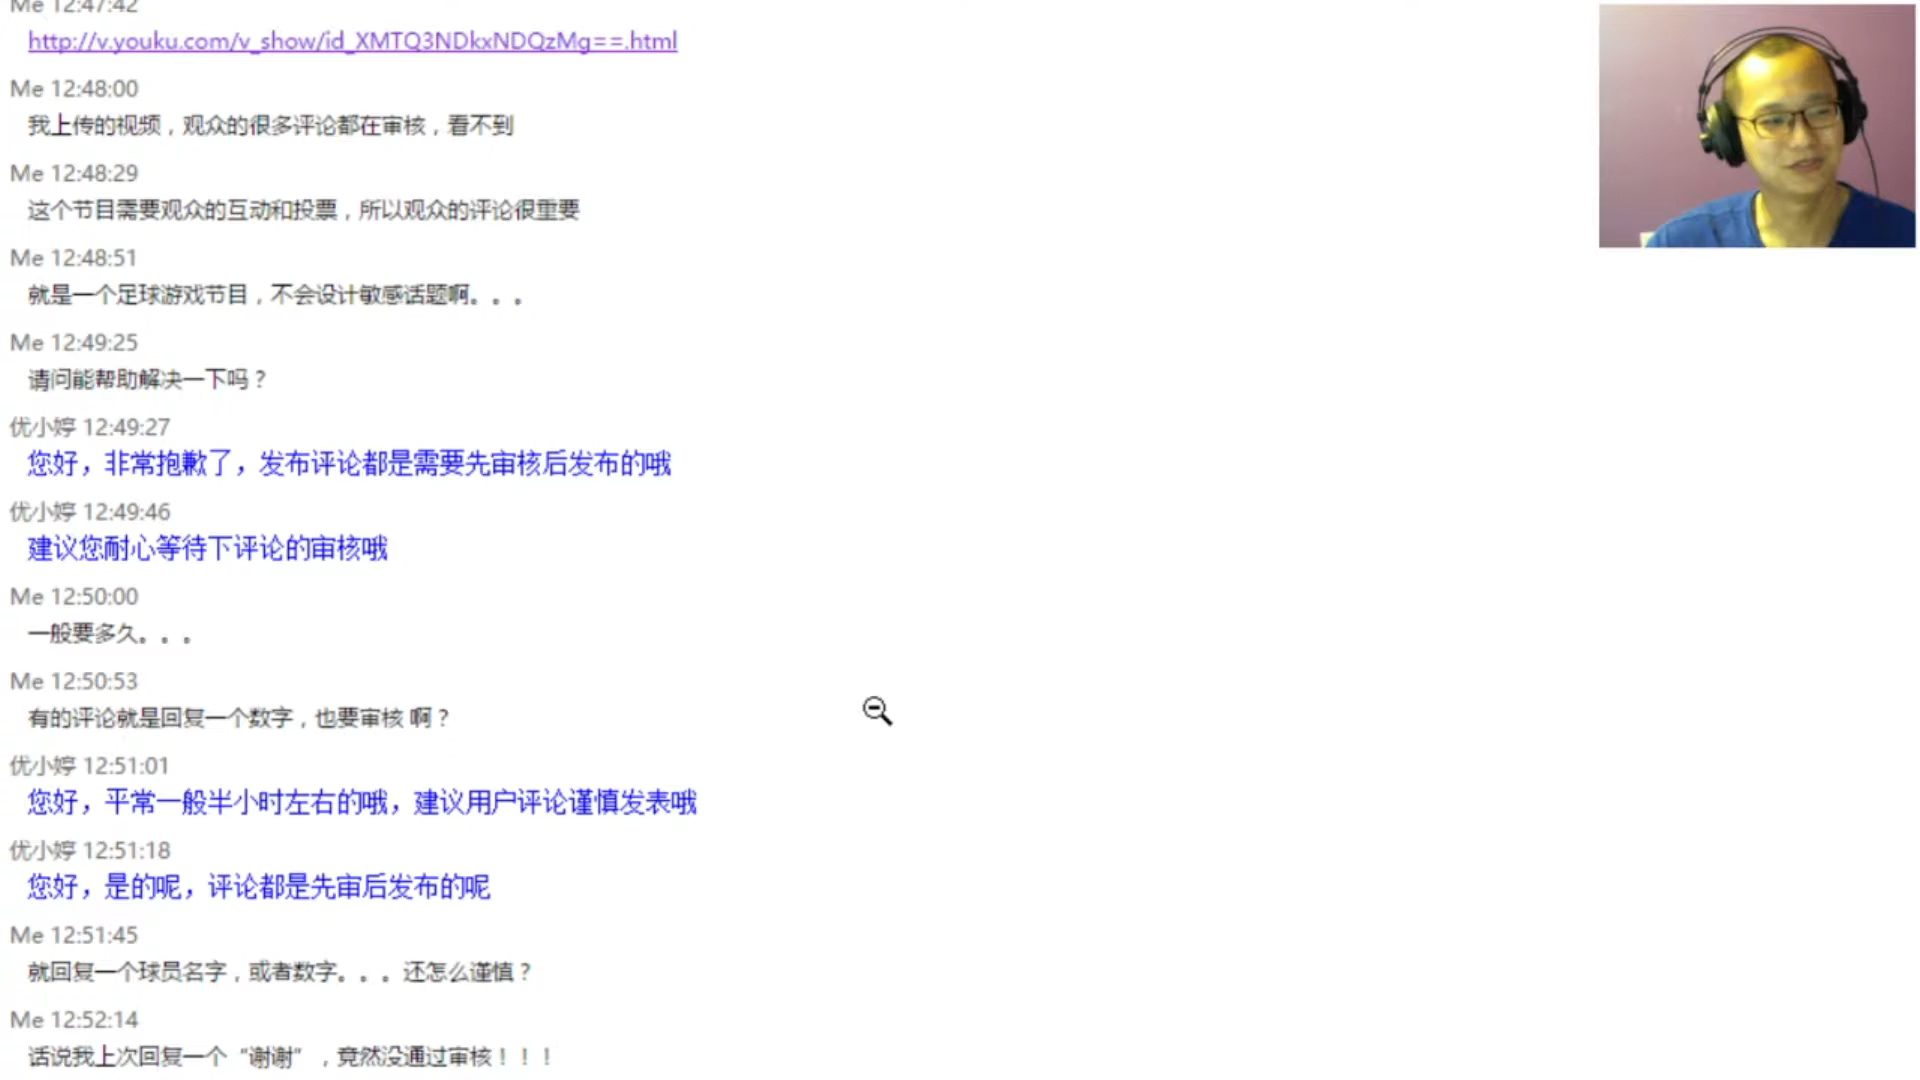 Me 12:47:42
http://v.youku.com/v_show/id_XMTQ3NDkxNDQzMg==.html
Me 12:48:00
我上传的视频，观众的很多评论都在审核，看不到
Me 12:48:29
这个节目需要观众的互动和投票，所以观众的评论很重要
Me 12:48:51
就是一个足球游戏节目，不会设计敏感话题啊。。。
Me 12:49:25
请问能帮助解决一下吗？
优小婷 12:49:27
您好，非常抱歉了，发布评论都是需要先审核后发布的哦
优小婷 12:49:46
建议您耐心等待下评论的审核哦
Me 12:50:00
一般要多久。。。
Me 12:50:53
有的评论就是回复一个数字，也要审核 啊？
优小婷 12:51:01
您好，平常一般半小时左右的哦，建议用户评论谨慎发表哦
优小婷 12:51:18
您好，是的呢，评论都是先审后发布的呢
Me 12:51:45
就回复一个球员名字，或者数字。。。还怎么谨慎？
Me 12:52:14
话说我上次回复一个“谢谢”，竟然没通过审核！！！